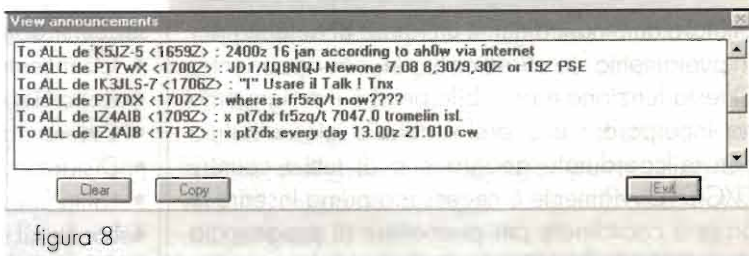 View announcements
To ALL de K5JZ-5 <1659Z> : 2400z 16 jan according to ah0w via internet
To ALL de PT7WX <1700Z> : JD1/JQ8NQJ Newone 7.08 8,30/9,30Z or 19Z PSE
To ALL de IK3JLS-7 <1706Z> : "I" Usare il Talk ! Tnx
To ALL de PT7DX <1707Z> : where is fr5zq/t now????
To ALL de IZ4AIB <1709Z> : x pt7dx fr5zq/t 7047.0 tromelin isl.
To ALL de IZ4AIB <1713Z> : x pt7dx every day 13.00z 21.010 cw
Clear Copy Exit
figura 8